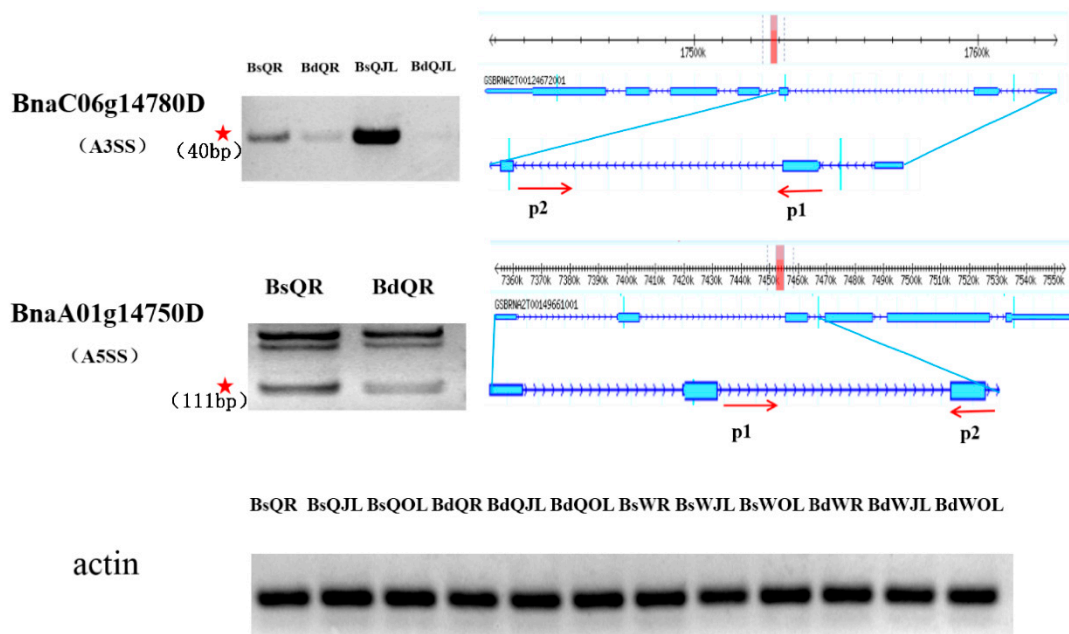 BsQR BdQR BsQJL BdQJL
BnaC06g14780D
（A3SS）
（40bp）
17500k 17600k
GSBRNA2T00124672001
p2 p1
BsQR BdQR
BnaA01g14750D
（A5SS）
（111bp）
7360k 7370k 7380k 7390k 7400k 7410k 7420k 7430k 7440k 7450k 7460k 7470k 7480k 7490k 7500k 7510k 7520k 7530k 7540k 7550k
GSBRNA2T00149661001
p1 p2
BsQR BsQJL BsQOL BdQR BdQJL BdQOL BsWR BsWJL BsWOL BdWR BdWJL BdWOL
actin